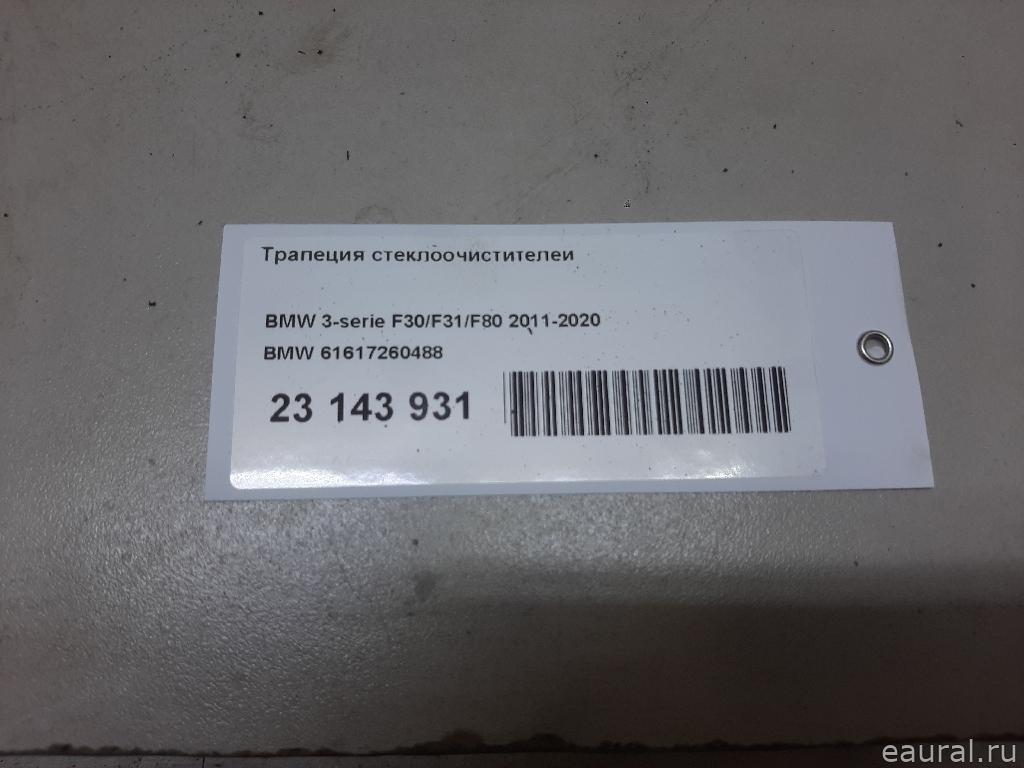 Трапеция стеклоочистителей
BMW 3-serie F30/F31/F80 2011-2020
BMW 61617260488
23 143 931
eaural.ru